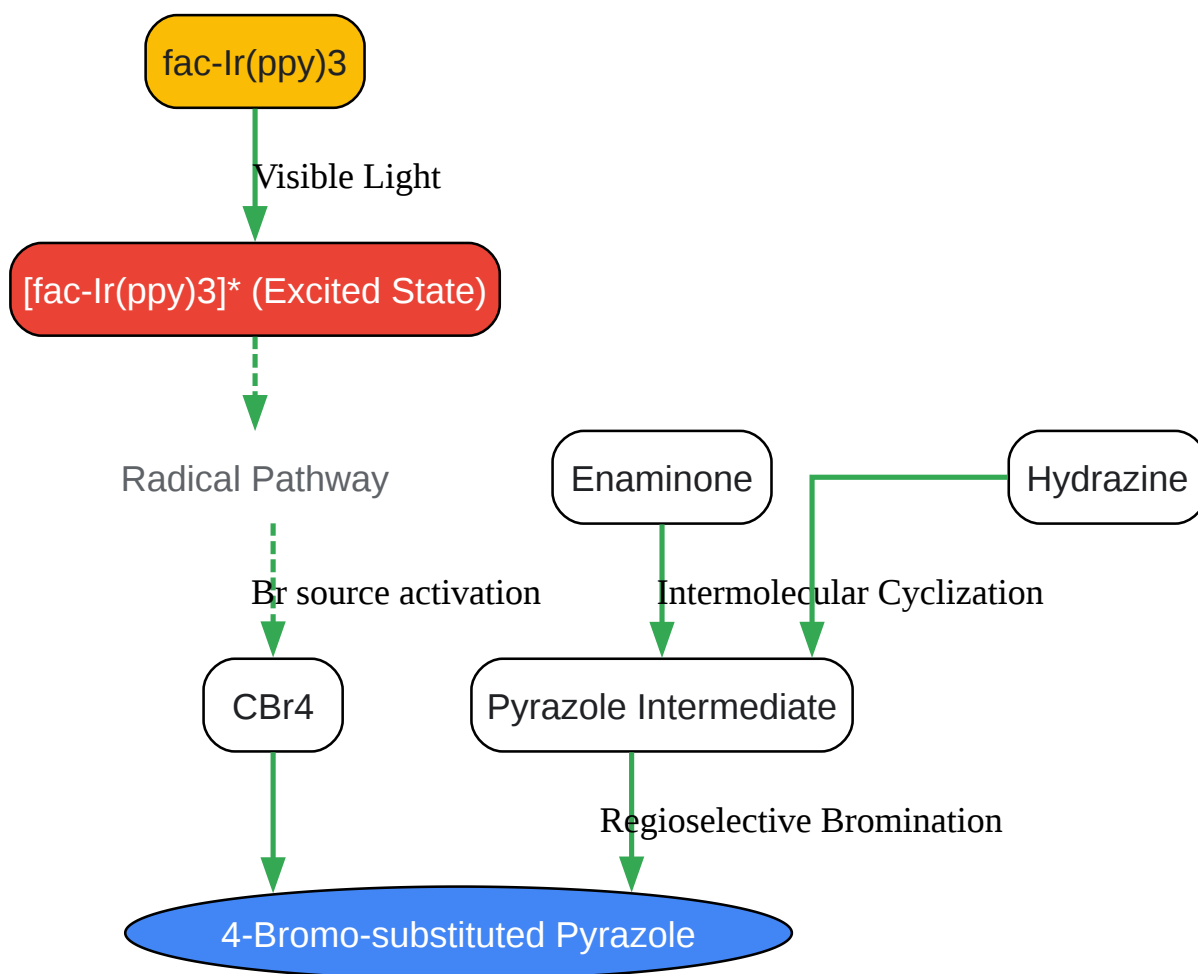 fac-Ir(ppy)3
Visible Light
[fac-Ir(ppy)3]* (Excited State)
Radical Pathway
Enaminone
Hydrazine
Br source activation
Intermolecular Cyclization
CBr4
Pyrazole Intermediate
Regioselective Bromination
4-Bromo-substituted Pyrazole